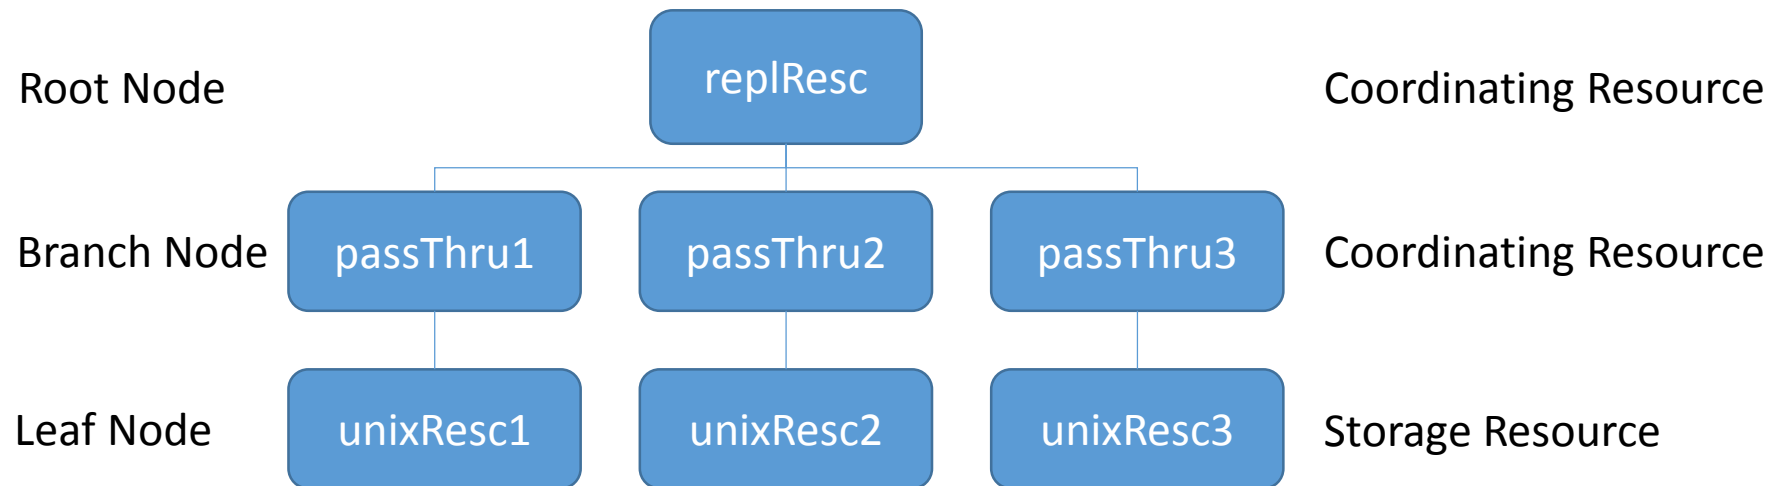 Root Node
replResc
Coordinating Resource
Branch Node
passThru1
passThru2
passThru3
Coordinating Resource
Leaf Node
unixResc1
unixResc2
unixResc3
Storage Resource